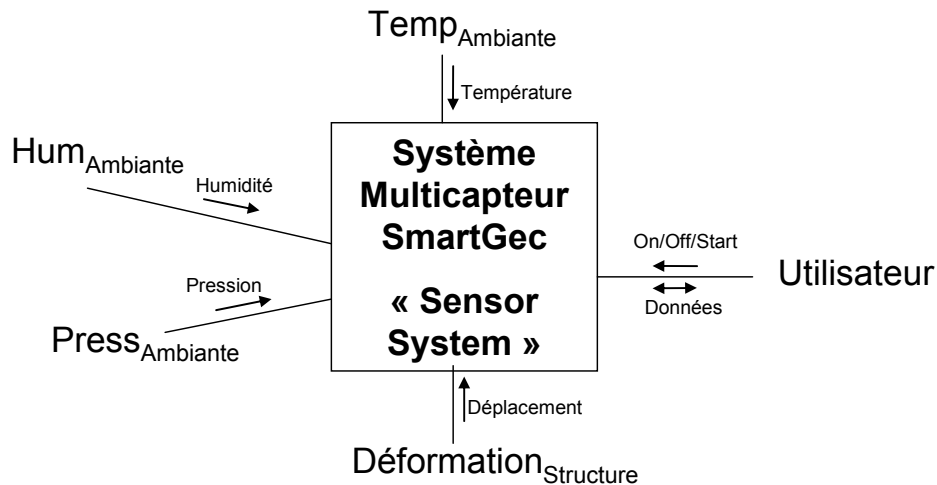 Temp Ambiante
Température
Hum Ambiante
Humidité
Système
Multicapteur
SmartGec
« Sensor
System »
On/Off/Start
Utilisateur
Données
Pression
Press Ambiante
Déplacement
Déformation Structure